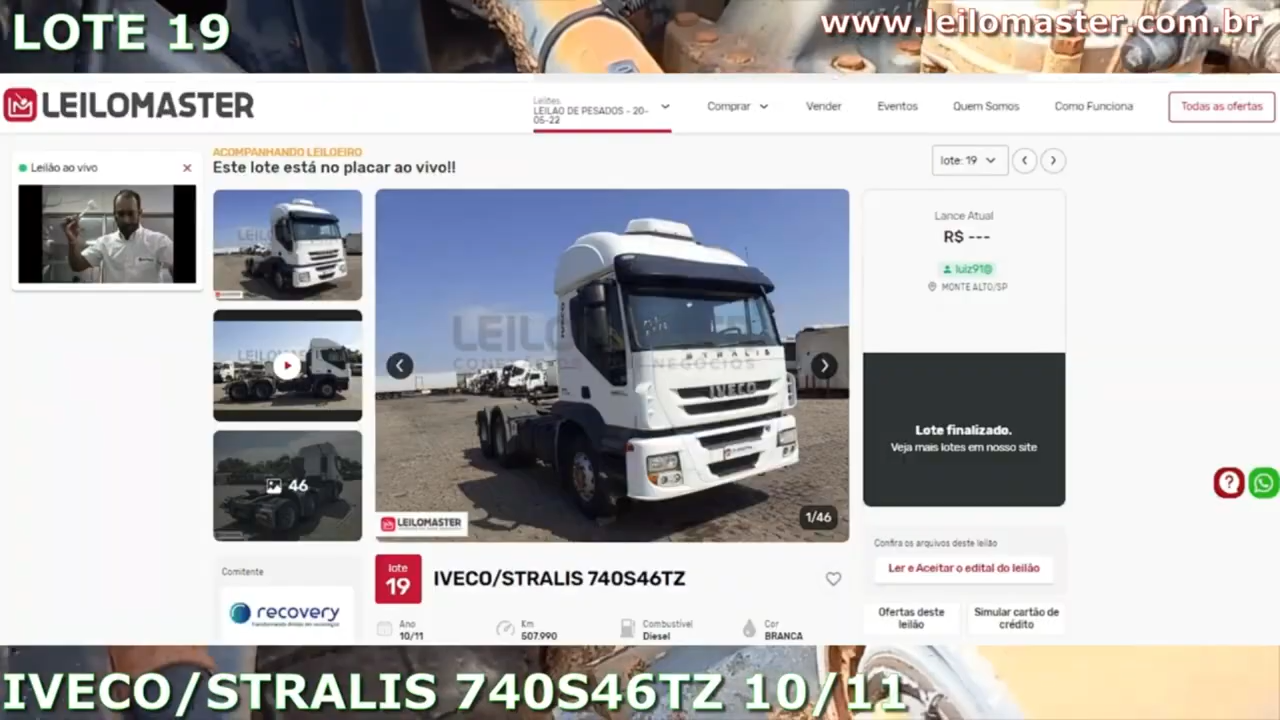 LOTE 19
www.leilomaster.com.br
LEILOMASTER
Leilões
LEILAO DE PESADOS - 20-
05-22
Comprar
Vender
Eventos
Quem Somos
Como Funciona
Todas as ofertas
Leilão ao vivo
ACOMPANHANDO LEILOEIRO
Este lote está no placar ao vivo!!
lote: 19
Lance Atual
R$ ---
luiz91@
MONTE ALTO/SP
STRALIS
IVECO
LEILOMASTER
1/46
46
Lote finalizado.
Veja mais lotes em nosso site
Confira os arquivos deste leilão
Ler e Aceitar o edital do leilão
Ofertas deste
leilão
Simular cartão de
crédito
Comitente
recovery
lote
19
IVECO/STRALIS 740S46TZ
Ano
10/11
Km
507.990
Combustível
Diesel
Cor
BRANCA
IVECO/STRALIS 740S46TZ 10/11